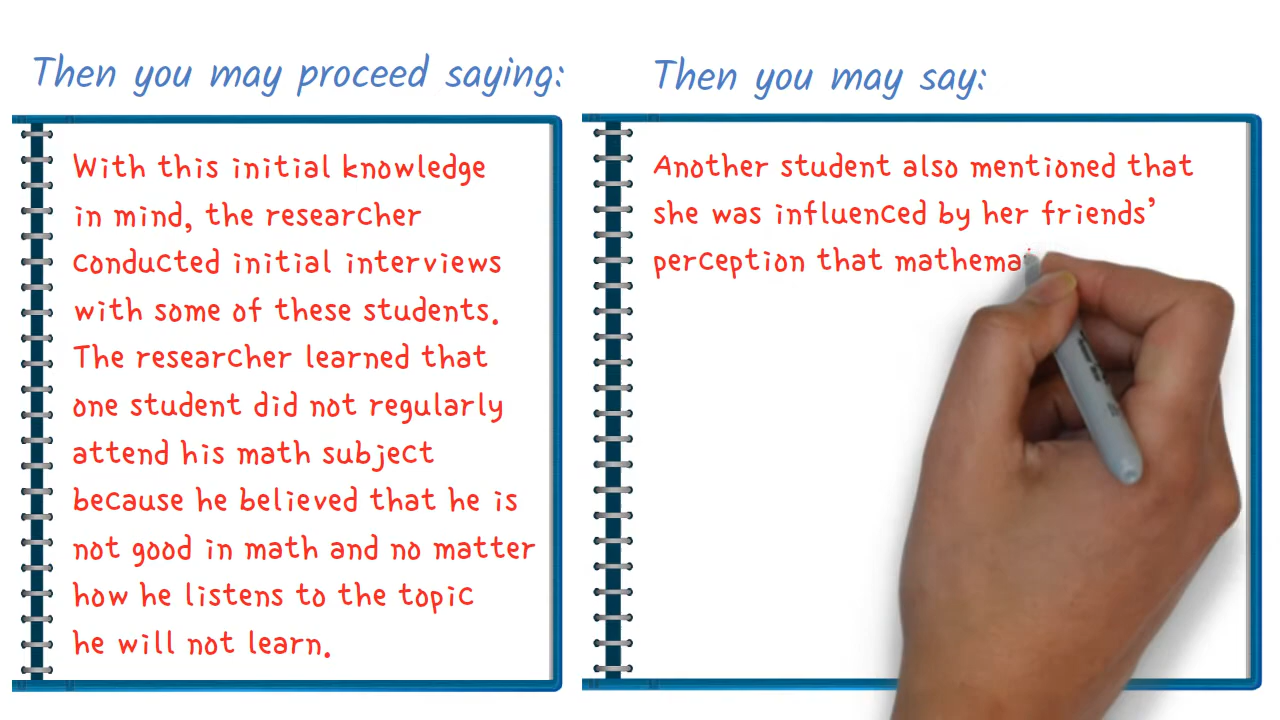 Then you may proceed saying:
With this initial knowledge
in mind, the researcher
conducted initial interviews
with some of these students.
The researcher learned that
one student did not regularly
attend his math subject
because he believed that he is
not good in math and no matter
how he listens to the topic
he will not learn.
Then you may say:
Another student also mentioned that
she was influenced by her friends’
perception that